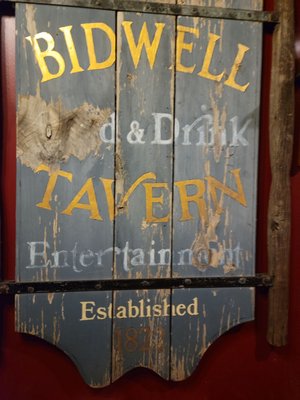 BIDWELL
& Drink
TAVERN
Entertainment
Established